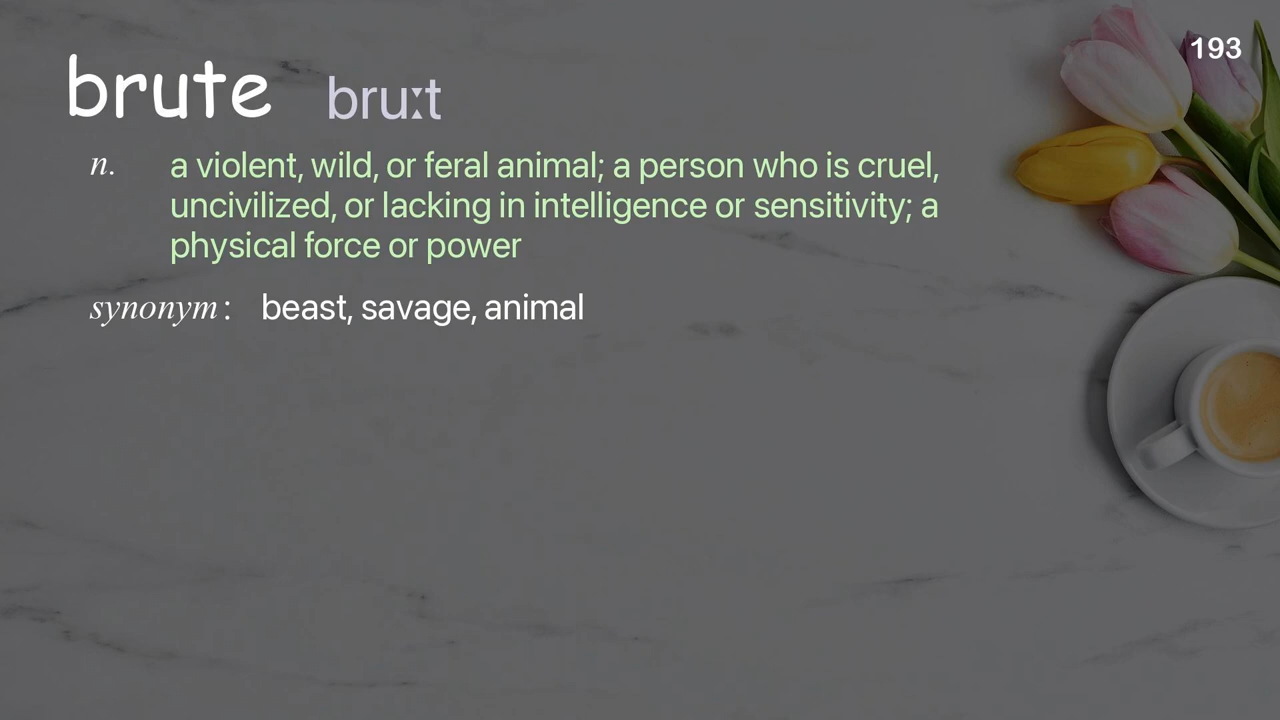 193
brute bruːt
n. a violent, wild, or feral animal; a person who is cruel,
uncivilized, or lacking in intelligence or sensitivity; a
physical force or power
synonym: beast, savage, animal